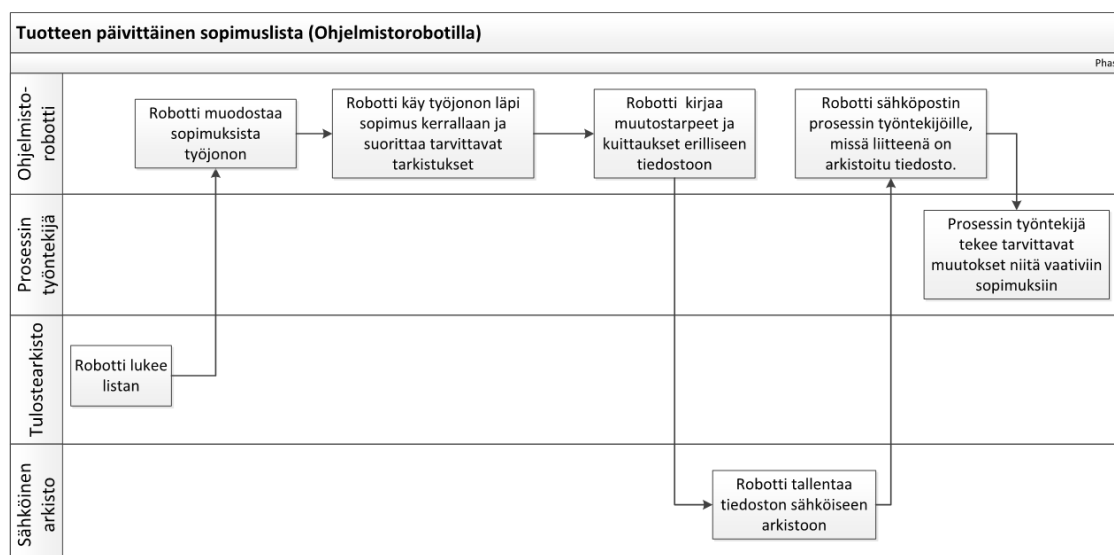 Tuotteen päivittäinen sopimuslista (Ohjelmistorobotilla)
Phas
Ohjelmisto-
robotti
Robotti muodostaa
sopimuksista
työjonon
Robotti käy työjonon läpi
sopimus kerrallaan ja
suorittaa tarvittavat
tarkistukset
Robotti kirjaa
muutostarpeet ja
kuittaukset erilliseen
tiedostoon
Robotti sähköpostin
prosessin työntekijöille,
missä liitteenä on
arkistoitu tiedosto.
Prosessin
työntekijä
Prosessin työntekijä
tekee tarvittavat
muutokset niitä vaativiin
sopimuksiin
Tulostearkisto
Robotti lukee
listan
Sähköinen
arkisto
Robotti tallentaa
tiedoston sähköiseen
arkistoon